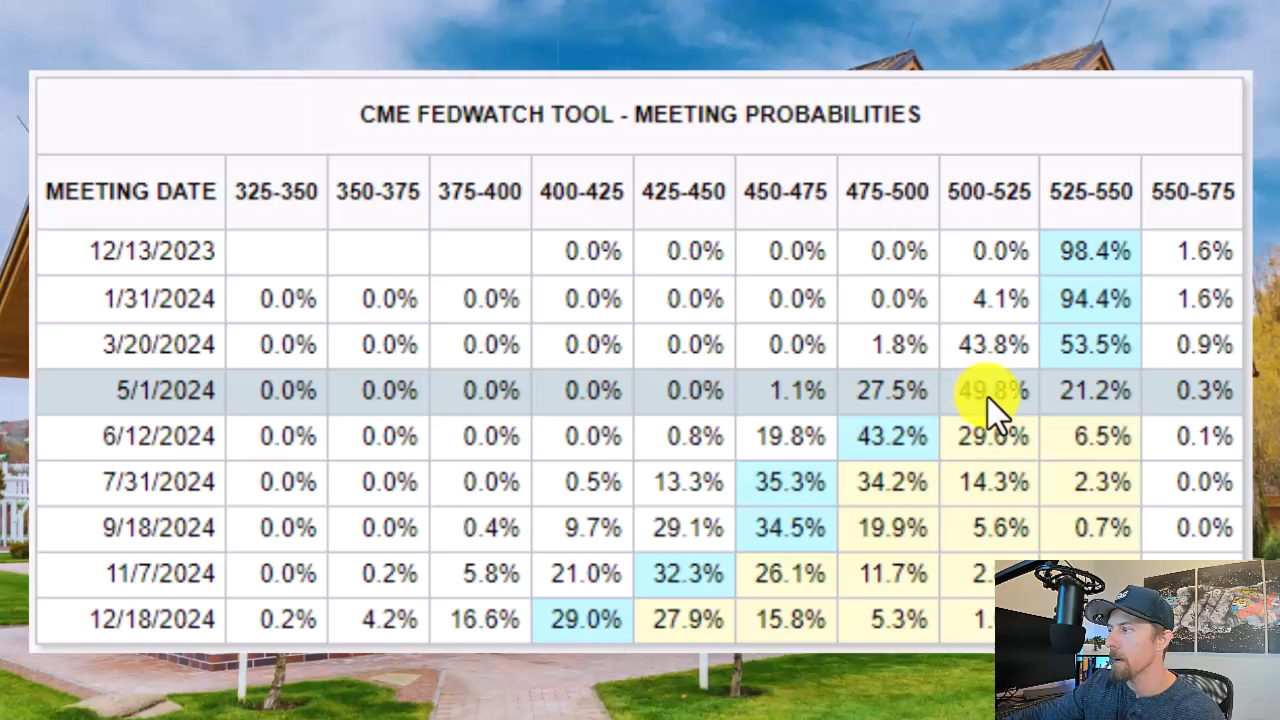 CME FEDWATCH TOOL - MEETING PROBABILITIES
MEETING DATE 325-350 350-375 375-400 400-425 425-450 450-475 475-500 500-525 525-550 550-575
12/13/2023 0.0% 0.0% 0.0% 0.0% 0.0% 98.4% 1.6%
1/31/2024 0.0% 0.0% 0.0% 0.0% 0.0% 0.0% 0.0% 4.1% 94.4% 1.6%
3/20/2024 0.0% 0.0% 0.0% 0.0% 0.0% 0.0% 1.8% 43.8% 53.5% 0.9%
5/1/2024 0.0% 0.0% 0.0% 0.0% 0.0% 1.1% 27.5% 49.8% 21.2% 0.3%
6/12/2024 0.0% 0.0% 0.0% 0.0% 0.8% 19.8% 43.2% 29.6% 6.5% 0.1%
7/31/2024 0.0% 0.0% 0.0% 0.5% 13.3% 35.3% 34.2% 14.3% 2.3% 0.0%
9/18/2024 0.0% 0.0% 0.4% 9.7% 29.1% 34.5% 19.9% 5.6% 0.7% 0.0%
11/7/2024 0.0% 0.2% 5.8% 21.0% 32.3% 26.1% 11.7% 2.
12/18/2024 0.2% 4.2% 16.6% 29.0% 27.9% 15.8% 5.3% 1.